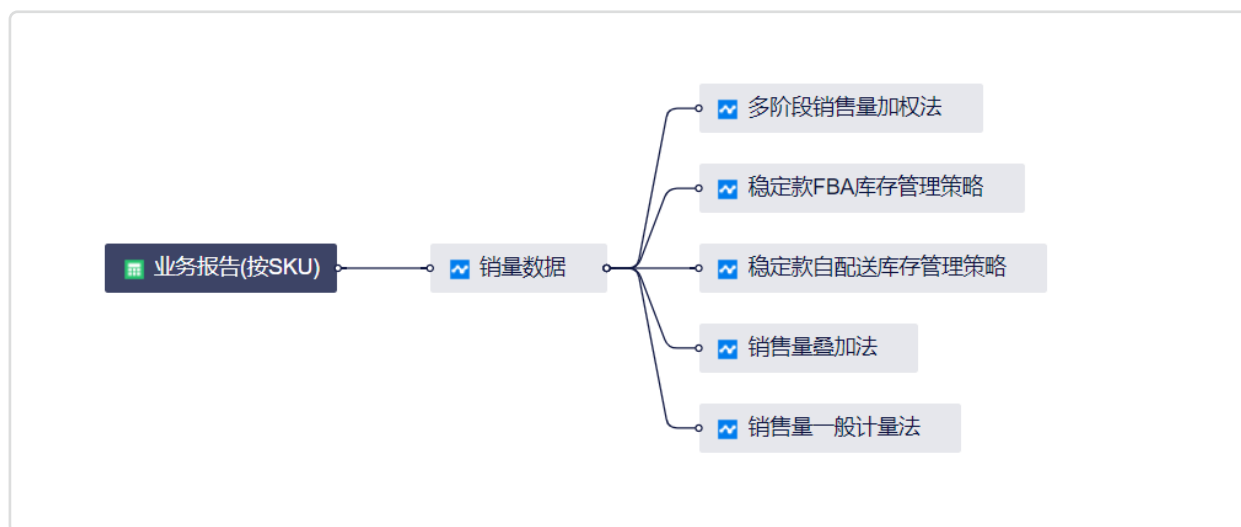 业务报告(按SKU)
销量数据
多阶段销售量加权法
稳定款FBA库存管理策略
稳定款自配送库存管理策略
销售量叠加法
销售量一般计量法